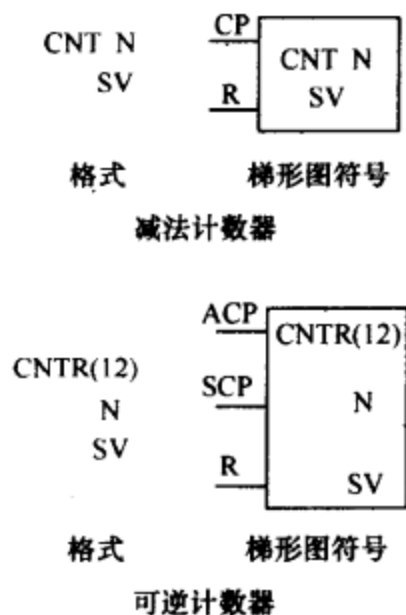 CNT N
SV
CP
R
CNT N
SV
格式
梯形图符号
减法计数器
CNTR(12)
N
SV
ACP
SCP
R
CNTR(12)
N
SV
格式
梯形图符号
可逆计数器